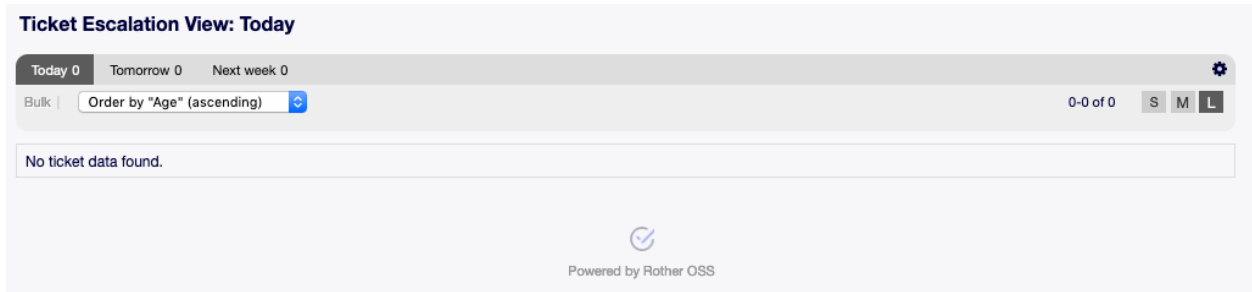 Ticket Escalation View: Today
Today 0 Tomorrow 0 Next week 0
Bulk | Order by "Age" (ascending) 0-0 of 0 S M L
No ticket data found.
Powered by Rother OSS